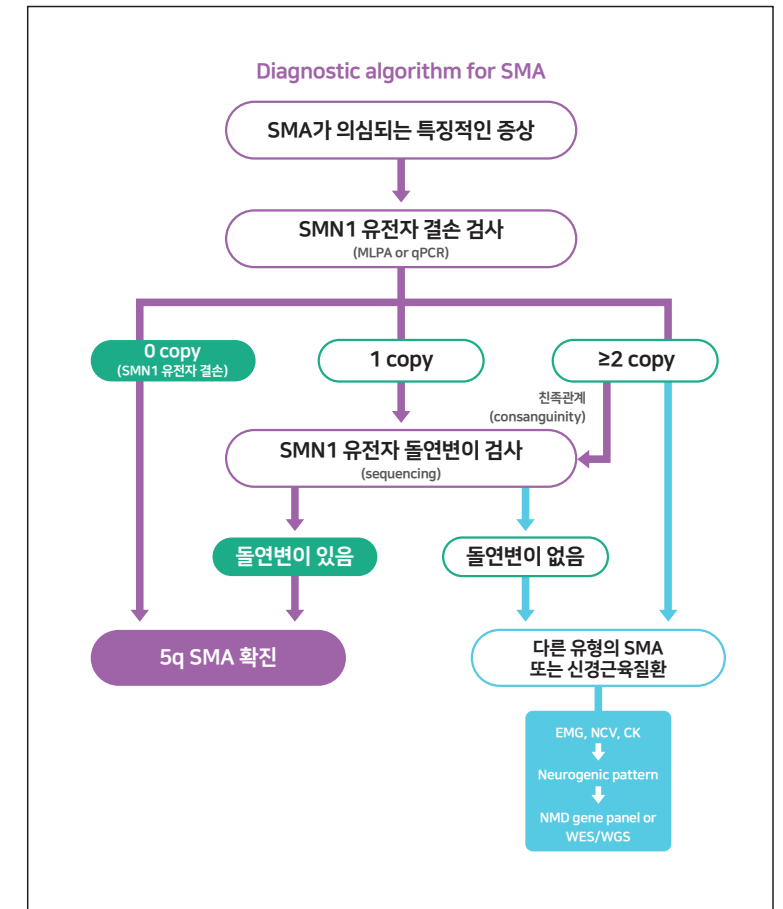 Diagnostic algorithm for SMA
SMA가 의심되는 특징적인 증상
SMN1 유전자 결손 검사
(MLPA or qPCR)
0 copy
(SMN1 유전자 결손)
1 copy
≥2 copy
친족관계
(consanguinity)
SMN1 유전자 돌연변이 검사
(sequencing)
돌연변이 있음
돌연변이 없음
5q SMA 확진
다른 유형의 SMA
또는 신경근육질환
EMG, NCV, CK
Neurogenic pattern
NMD gene panel or
WES/WGS